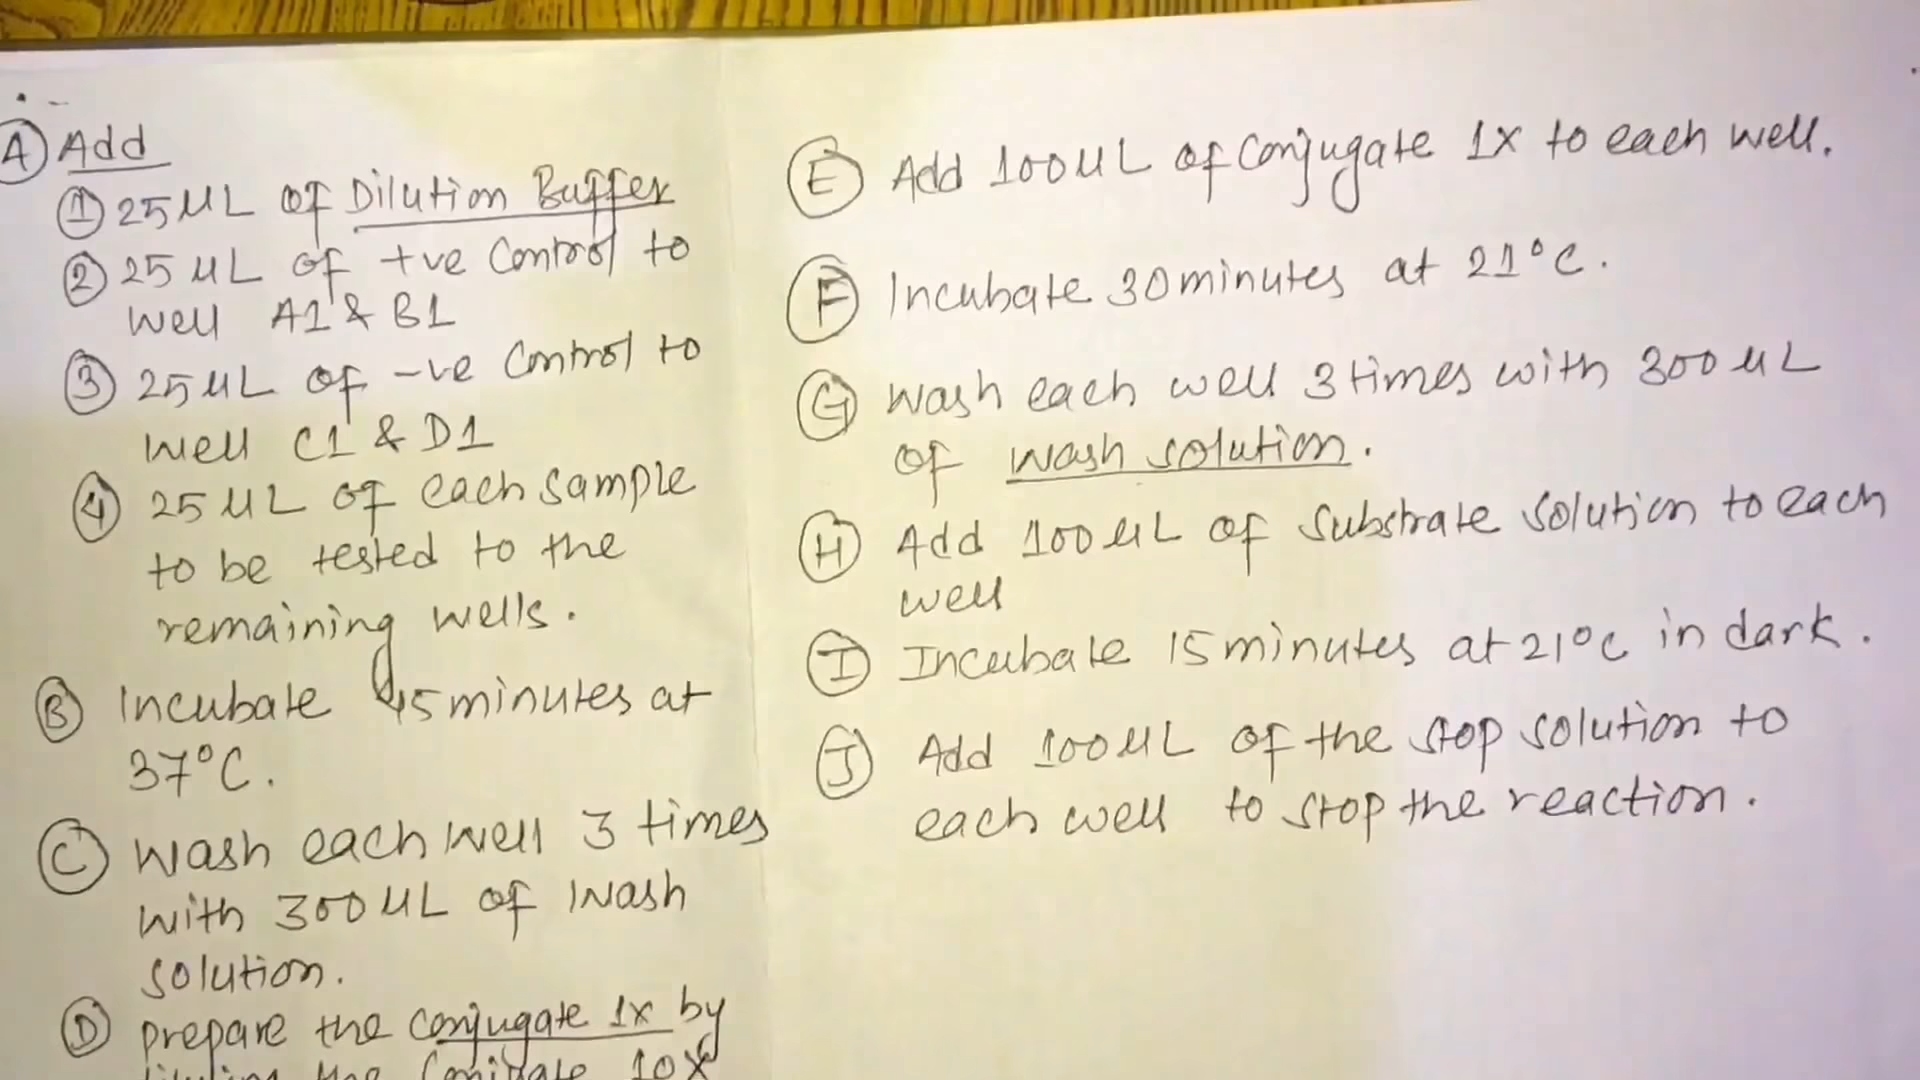 A Add
1 25 μL of Dilution Buffer
2 25 μL of +ve Control to
well A1 & B1
3 25 μL of -ve Control to
well C1 & D1
4 25 μL of each sample
to be tested to the
remaining wells.
B Incubate 45 minutes at
37°C.
C Wash each well 3 times
with 300 μL of wash
solution.
D prepare the conjugate 1x by
diluting the Conjugate 10X
E Add 100 μL of Conjugate 1X to each well.
F Incubate 30 minutes at 21°C.
G Wash each well 3 times with 300 μL
of wash solution.
H Add 100 μL of substrate solution to each
well
I Incubate 15 minutes at 21°C in dark.
J Add 100 μL of the stop solution to
each well to stop the reaction.